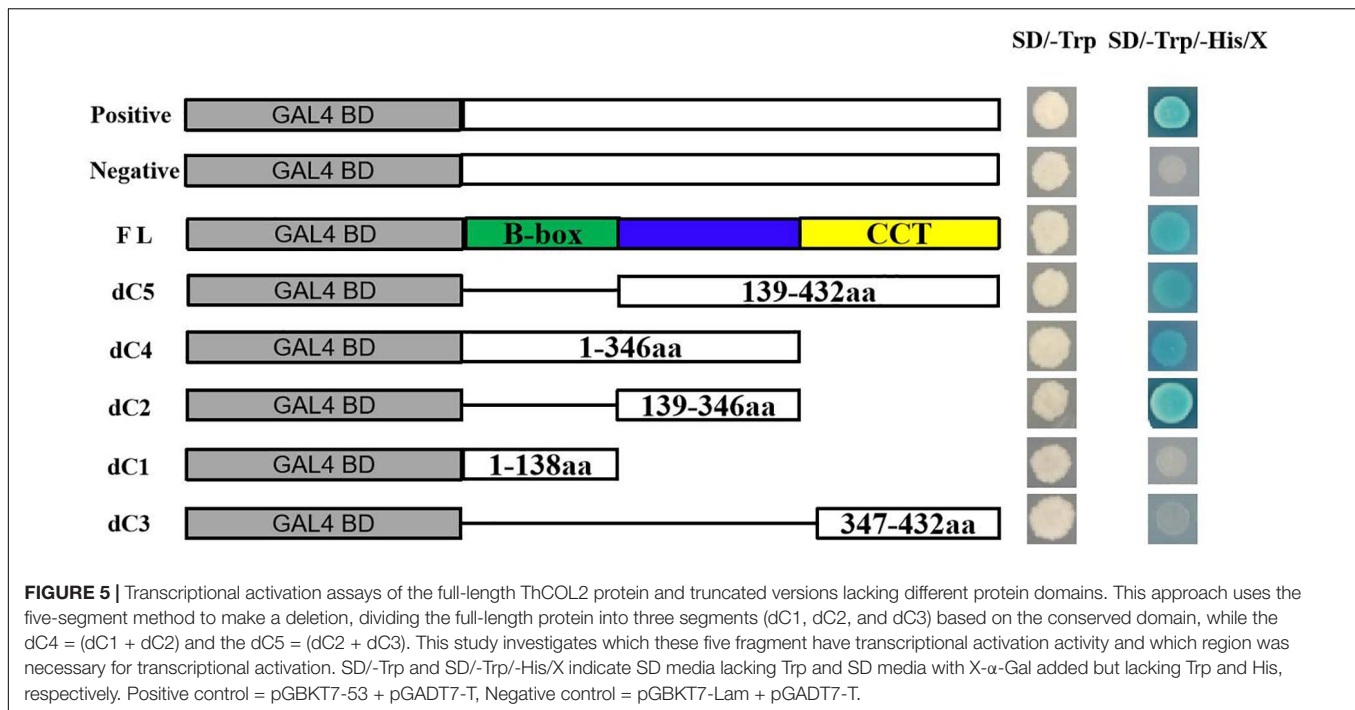 SD/-Trp SD/-Trp/-His/X
Positive GAL4 BD
Negative GAL4 BD
F L GAL4 BD B-box CCT
dC5 GAL4 BD 139-432aa
dC4 GAL4 BD 1-346aa
dC2 GAL4 BD 139-346aa
dC1 GAL4 BD 1-138aa
dC3 GAL4 BD 347-432aa
FIGURE 5 | Transcriptional activation assays of the full-length ThCOL2 protein and truncated versions lacking different protein domains. This approach uses the
five-segment method to make a deletion, dividing the full-length protein into three segments (dC1, dC2, and dC3) based on the conserved domain, while the
dC4 = (dC1 + dC2) and the dC5 = (dC2 + dC3). This study investigates which these five fragment have transcriptional activation activity and which region was
necessary for transcriptional activation. SD/-Trp and SD/-Trp/-His/X indicate SD media lacking Trp and SD media with X-α-Gal added but lacking Trp and His,
respectively. Positive control = pGBKT7-53 + pGADT7-T, Negative control = pGBKT7-Lam + pGADT7-T.